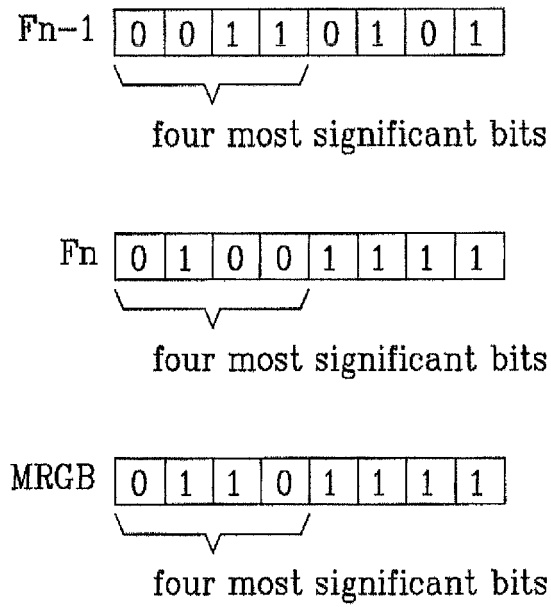 Fn-1 0 0 1 1 0 1 0 1
four most significant bits
Fn 0 1 0 0 1 1 1 1
four most significant bits
MRGB 0 1 1 0 1 1 1 1
four most significant bits